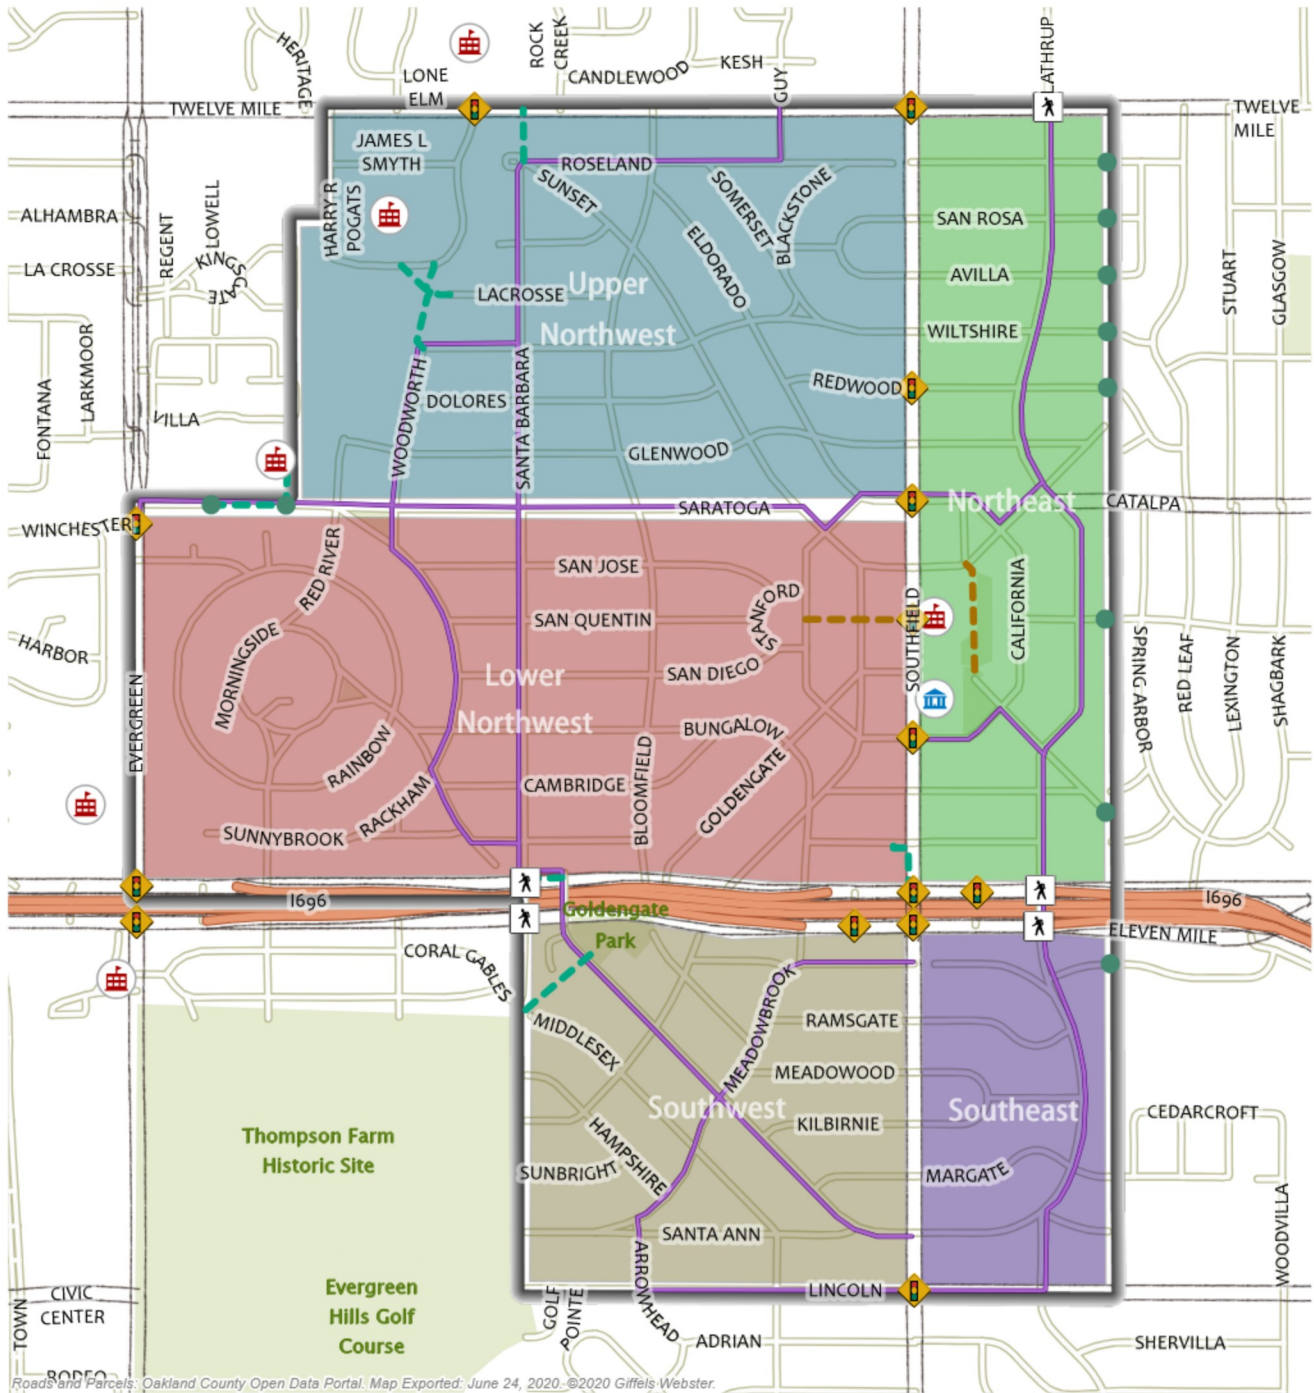 HERITAGE
LONE
ELM
ROCK
CREEK
CANDLEWOOD
KESH
GUY
LATHRUP
TWELVE MILE
TWELVE
MILE
JAMES L
SMYTH
ROSELAND
SUNSET
SOMERSET
BLACKSTONE
HARRY R
POGATS
ALHAMBRA
REGENT
LOWELL
KINGSGATE
LA CROSSE
SAN ROSA
ELDORADO
AVILLA
STUART
GLASGOW
LACROSSE
Upper
Northwest
WILTSHIRE
FONTANA
LARKMOOR
VILLA
WOODWORTH
DOLORES
SANTA BARBARA
REDWOOD
GLENWOOD
SARATOGA
Northeast
CATALPA
WINCHESTER
RED RIVER
SAN JOSE
STANFORD
SAN QUENTIN
SOUTHFIELD
CALIFORNIA
HARBOR
MORNINGSIDE
SAN DIEGO
SPRING ARBOR
RED LEAF
LEXINGTON
SHAGBARK
EVERGREEN
Lower
Northwest
BUNGALOW
RAINBOW
BLOOMFIELD
GOLDENGATE
CAMBRIDGE
RACKHAM
SUNNYBROOK
I696
I696
Goldengate
Park
ELEVEN MILE
CORAL GABLES
MIDDLESEX
MEADOWBROOK
RAMSGATE
MEADOWOOD
Southwest
Southeast
KILBIRNIE
CEDARCROFT
Thompson Farm
Historic Site
HAMPSHIRE
SUNBRIGHT
MARGATE
WOODVILLA
SANTA ANN
ARROWHEAD
LINCOLN
Evergreen
Hills Golf
Course
CIVIC
CENTER
TOWN
GOLF
POINTE
ADRIAN
SHERVILLA
RODEO
Roads and Parcels: Oakland County Open Data Portal. Map Exported: June 24, 2020. ©2020 Giffels Webster.